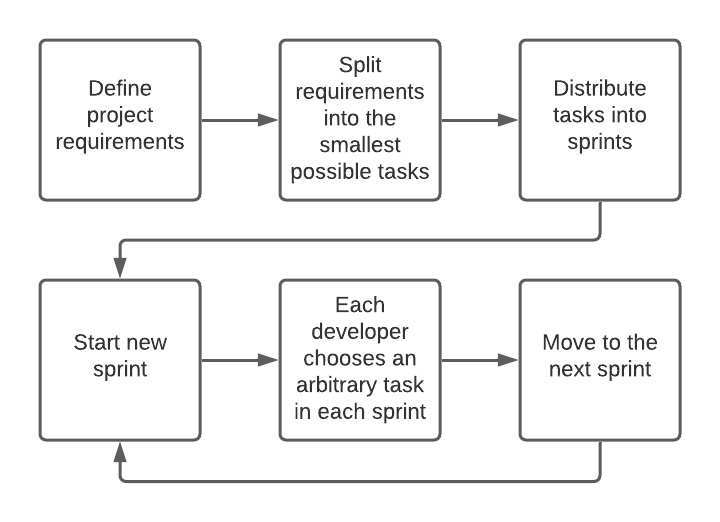 Define
project
requirements
Split
requirements
into the
smallest
possible tasks
Distribute
tasks into
sprints
Start new
sprint
Each
developer
chooses an
arbitrary task
in each sprint
Move to the
next sprint